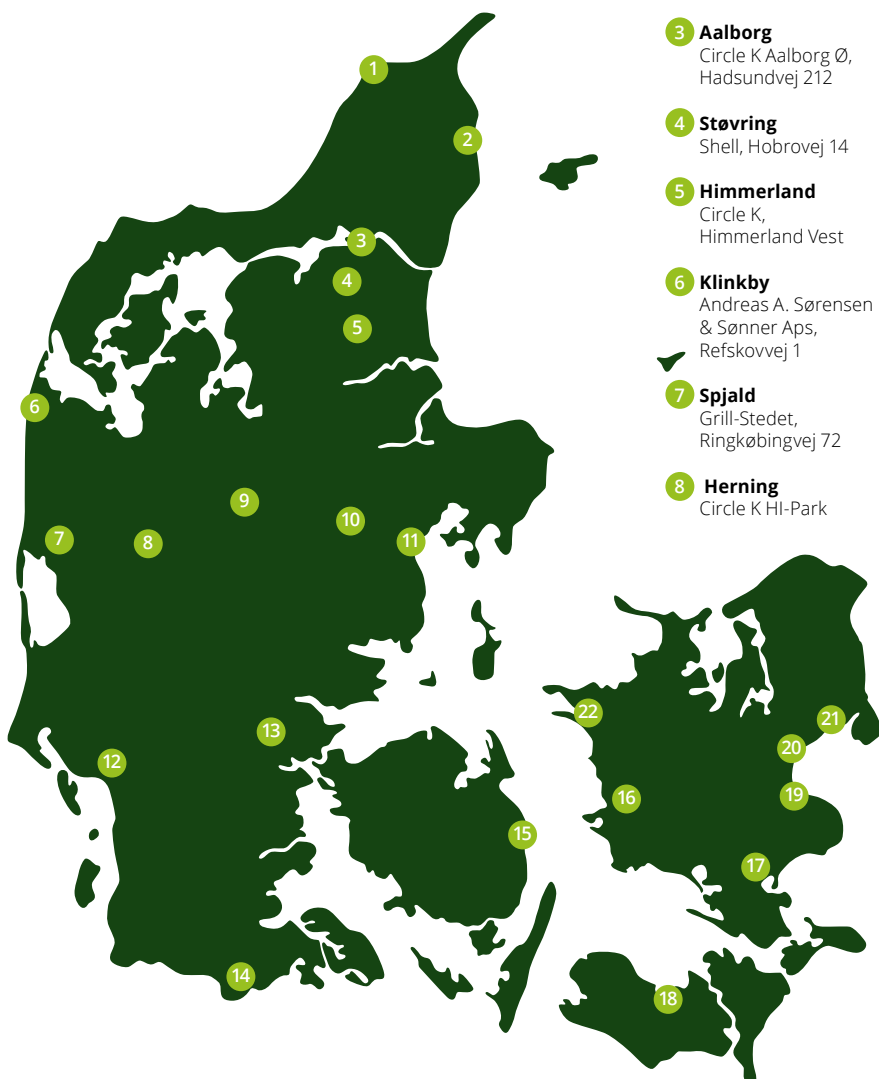 3 Aalborg
Circle K Aalborg Ø,
Hadsundvej 212
4 Støvring
Shell, Hobrovej 14
5 Himmerland
Circle K,
Himmerland Vest
6 Klinkby
Andreas A. Sørensen
& Sønner Aps,
Refskovvej 1
7 Spjald
Grill-Stedet,
Ringkøbingvej 72
8 Herning
Circle K HI-Park
1
2
3
4
5
6
9
10
7
8
11
22
21
13
20
12
19
16
15
17
14
18